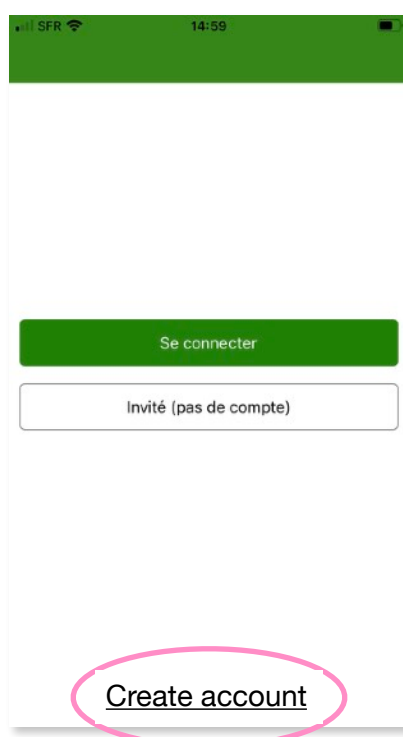 SFR 14:59
Se connecter
Invité (pas de compte)
Create account